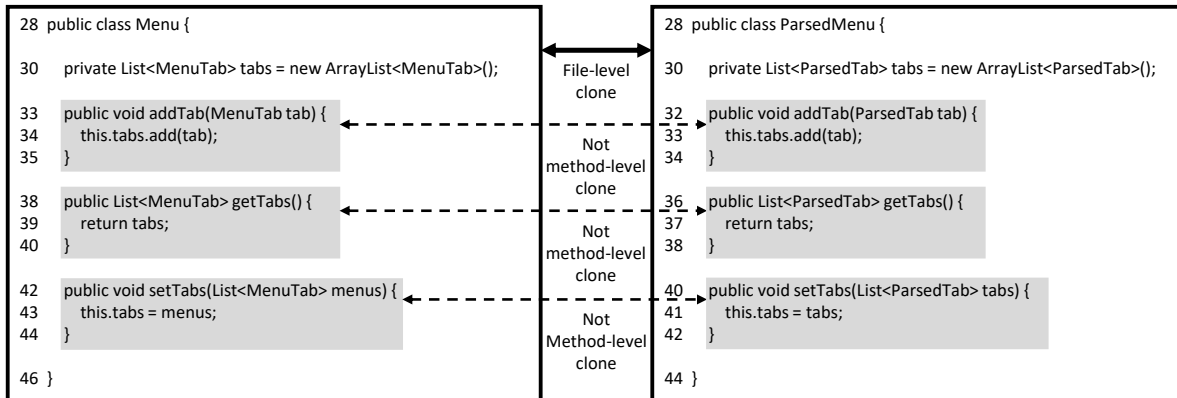 28 public class Menu {
30 private List<MenuTab> tabs = new ArrayList<MenuTab>();
33 public void addTab(MenuTab tab) {
34 this.tabs.add(tab);
35 }
38 public List<MenuTab> getTabs() {
39 return tabs;
40 }
42 public void setTabs(List<MenuTab> menus) {
43 this.tabs = menus;
44 }
46 }
File-level
clone
Not
method-level
clone
Not
method-level
clone
Not
Method-level
clone
28 public class ParsedMenu {
30 private List<ParsedTab> tabs = new ArrayList<ParsedTab>();
32 public void addTab(ParsedTab tab) {
33 this.tabs.add(tab);
34 }
36 public List<ParsedTab> getTabs() {
37 return tabs;
38 }
40 public void setTabs(List<ParsedTab> tabs) {
41 this.tabs = tabs;
42 }
44 }